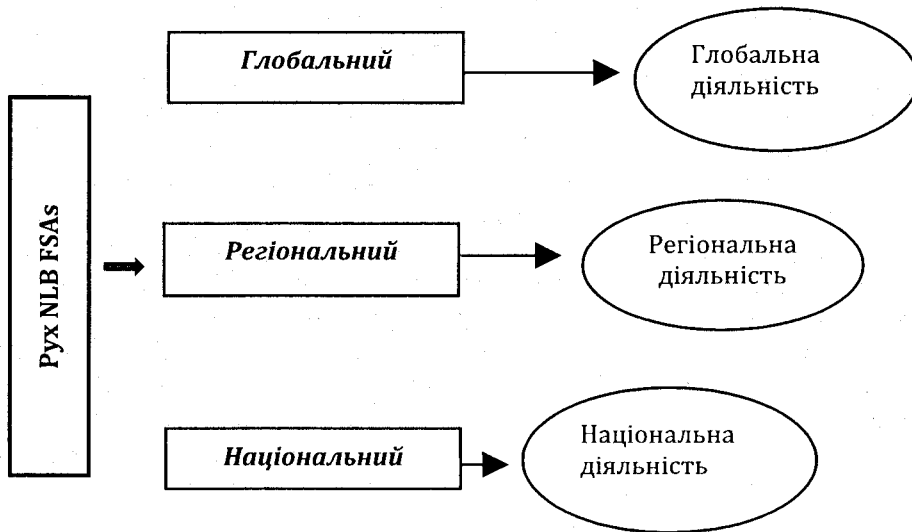 Глобальний
Глобальна
діяльність
Рух NLB FSAs
Регіональний
Регіональна
діяльність
Національний
Національна
діяльність